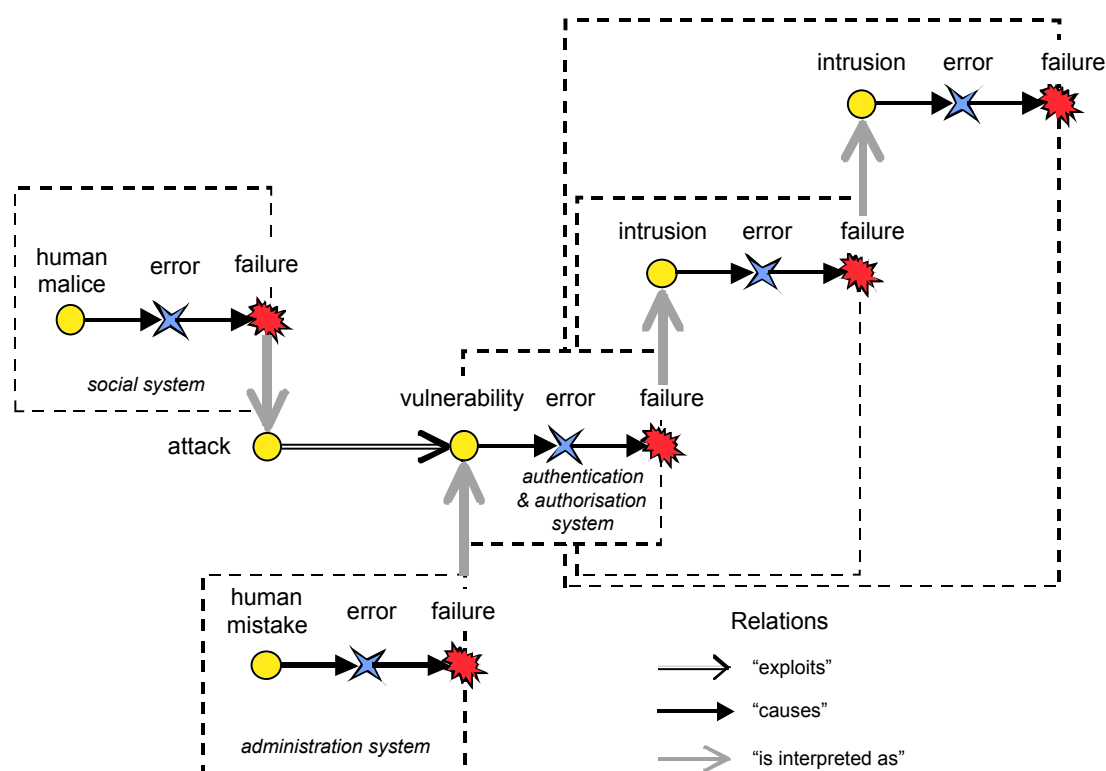 intrusion error failure
intrusion error failure
human
malice
error failure
social system
vulnerability error failure
attack
authentication
& authorisation
system
human
mistake
error failure
administration system
Relations
“exploits”
“causes”
“is interpreted as”